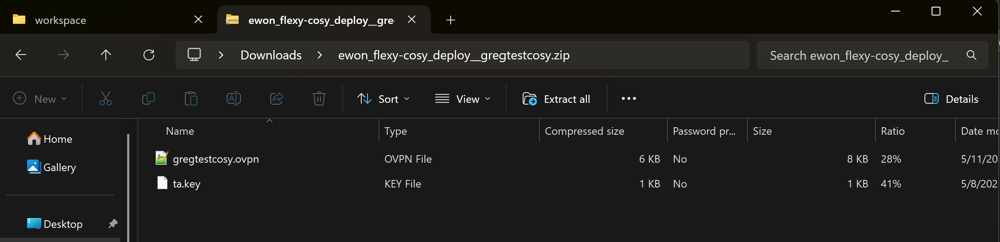 workspace
ewon_flexy-cosy_deploy__gre
Downloads ewon_flexy-cosy_deploy__gregtestcosy.zip
Search ewon_flexy-cosy_deploy_
New Sort View Extract all Details
Home
Gallery
Desktop
Name Type Compressed size Password pr... Size Ratio Date mo
gregtestcosy.ovpn OVPN File 6 KB No 8 KB 28% 5/11/20
ta.key KEY File 1 KB No 1 KB 41% 5/8/202